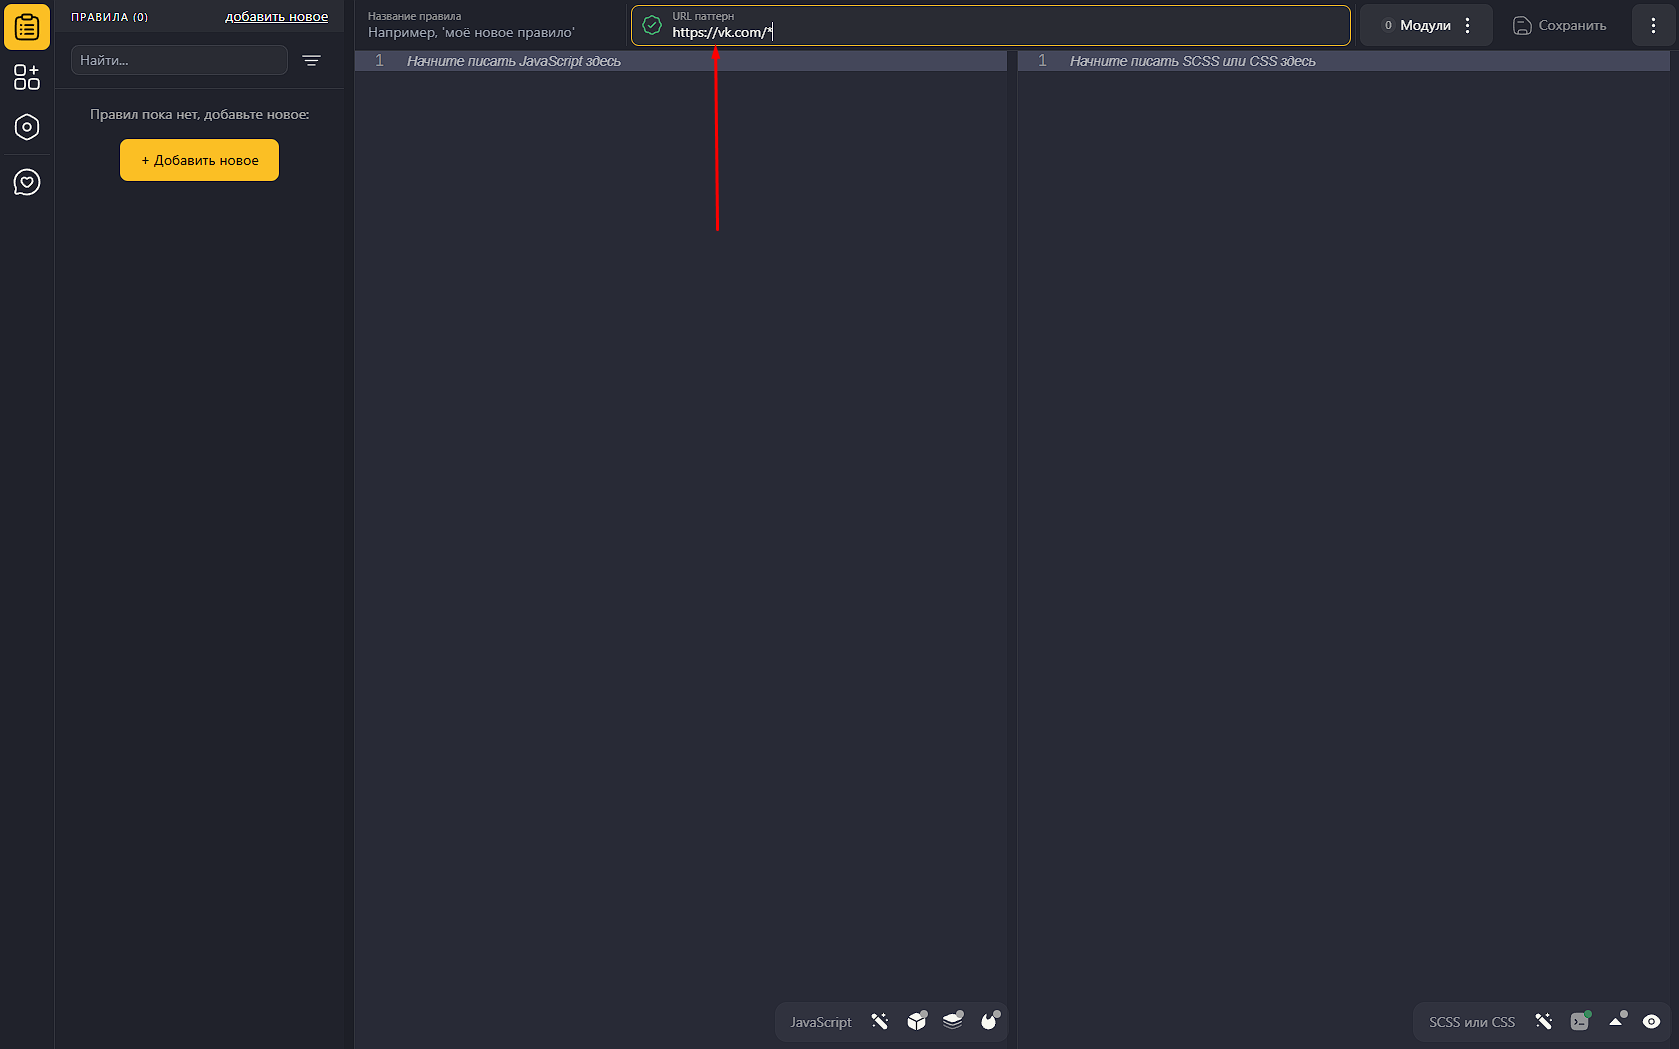 ПРАВИЛА (0)
добавить новое
Найти...
Правил пока нет, добавьте новое:
+ Добавить новое
Название правила
Например, 'моё новое правило'
URL паттерн
https://vk.com/*
0 Модули
Сохранить
1 Начните писать JavaScript здесь
1 Начните писать SCSS или CSS здесь
JavaScript
SCSS или CSS